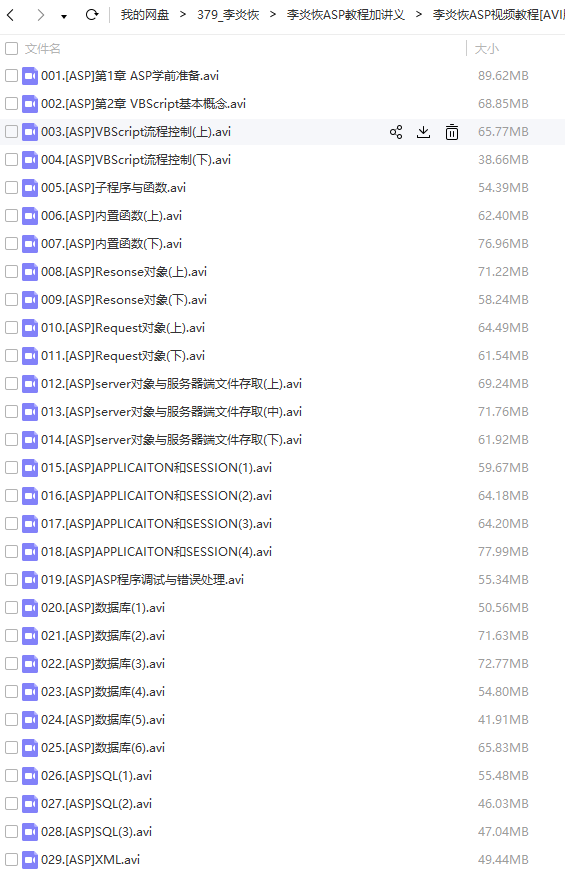 我的网盘 > 379_李炎恢 > 李炎恢ASP教程加讲义 > 李炎恢ASP视频教程[AVI
文件名 大小
001.[ASP]第1章 ASP学前准备.avi 89.62MB
002.[ASP]第2章 VBScript基本概念.avi 68.85MB
003.[ASP]VBScript流程控制(上).avi 65.77MB
004.[ASP]VBScript流程控制(下).avi 38.66MB
005.[ASP]子程序与函数.avi 54.39MB
006.[ASP]内置函数(上).avi 62.40MB
007.[ASP]内置函数(下).avi 76.96MB
008.[ASP]Resonse对象(上).avi 71.22MB
009.[ASP]Resonse对象(下).avi 58.24MB
010.[ASP]Request对象(上).avi 64.49MB
011.[ASP]Request对象(下).avi 61.54MB
012.[ASP]server对象与服务器端文件存取(上).avi 69.24MB
013.[ASP]server对象与服务器端文件存取(中).avi 71.76MB
014.[ASP]server对象与服务器端文件存取(下).avi 61.92MB
015.[ASP]APPLICAITON和SESSION(1).avi 59.67MB
016.[ASP]APPLICAITON和SESSION(2).avi 64.18MB
017.[ASP]APPLICAITON和SESSION(3).avi 64.20MB
018.[ASP]APPLICAITON和SESSION(4).avi 77.99MB
019.[ASP]ASP程序调试与错误处理.avi 55.34MB
020.[ASP]数据库(1).avi 50.56MB
021.[ASP]数据库(2).avi 71.63MB
022.[ASP]数据库(3).avi 72.77MB
023.[ASP]数据库(4).avi 54.80MB
024.[ASP]数据库(5).avi 41.91MB
025.[ASP]数据库(6).avi 65.83MB
026.[ASP]SQL(1).avi 55.48MB
027.[ASP]SQL(2).avi 46.03MB
028.[ASP]SQL(3).avi 47.04MB
029.[ASP]XML.avi 49.44MB